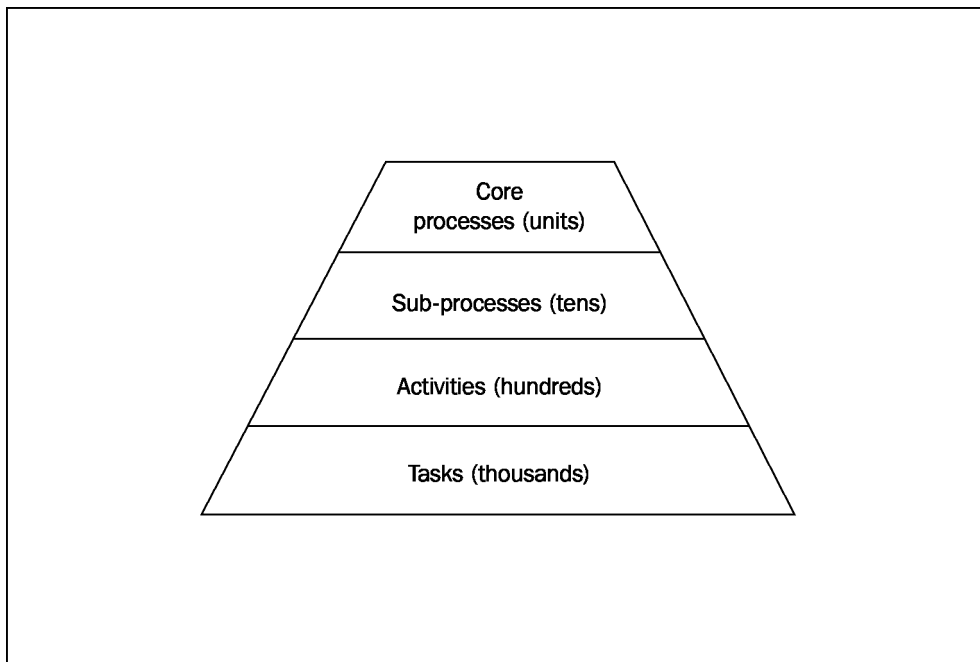 Core
processes (units)
Sub-processes (tens)
Activities (hundreds)
Tasks (thousands)